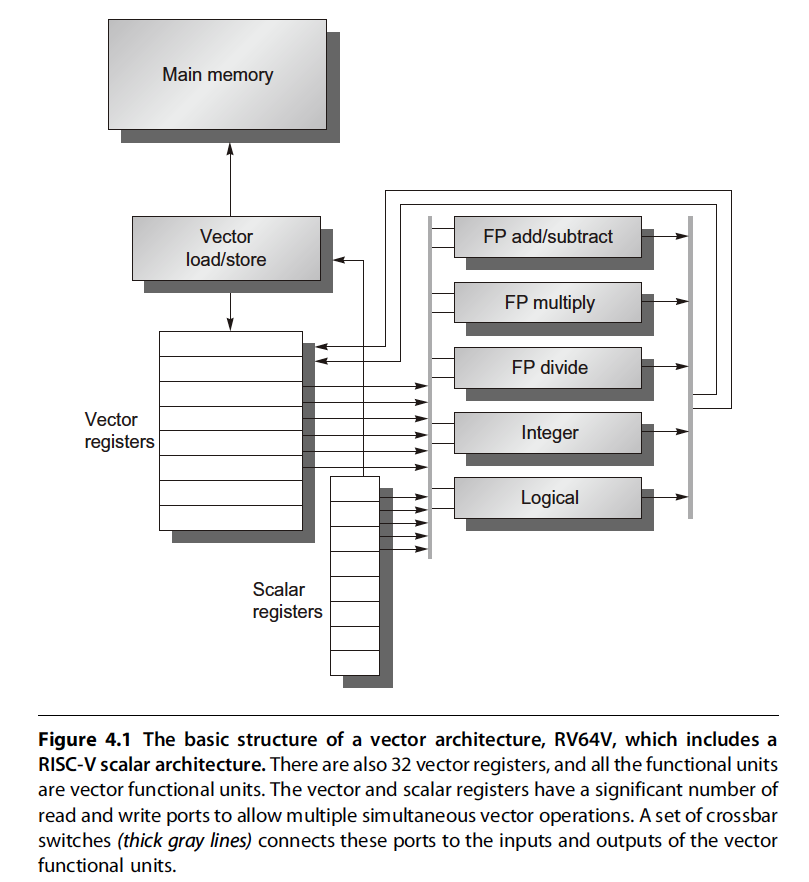 Main memory
Vector
load/store
FP add/subtract
FP multiply
FP divide
Integer
Logical
Vector
registers
Scalar
registers
Figure 4.1 The basic structure of a vector architecture, RV64V, which includes a
RISC-V scalar architecture. There are also 32 vector registers, and all the functional units
are vector functional units. The vector and scalar registers have a significant number of
read and write ports to allow multiple simultaneous vector operations. A set of crossbar
switches (thick gray lines) connects these ports to the inputs and outputs of the vector
functional units.